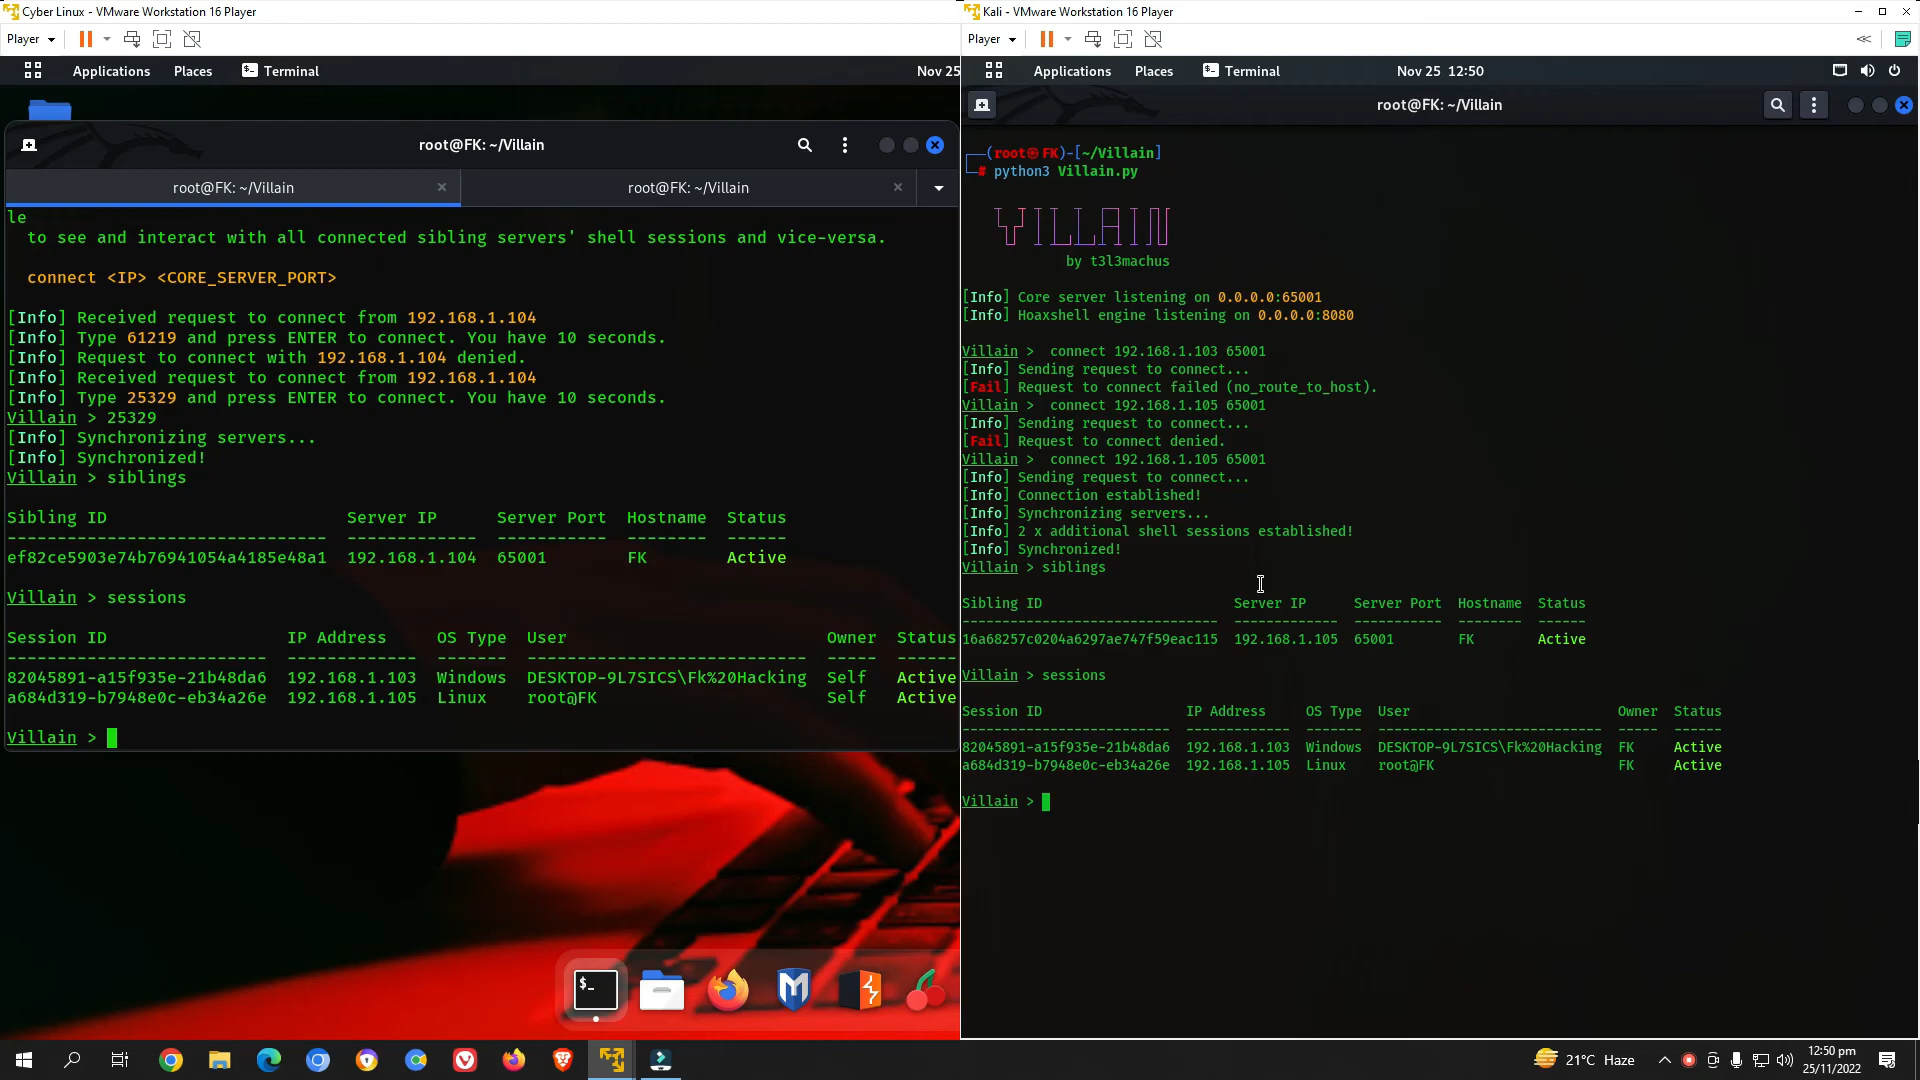 Cyber Linux - VMware Workstation 16 Player
Player
Applications Places Terminal Nov 25
root@FK: ~/Villain
root@FK: ~/Villain × root@FK: ~/Villain ×
le
to see and interact with all connected sibling servers' shell sessions and vice-versa.
connect <IP> <CORE_SERVER_PORT>
[Info] Received request to connect from 192.168.1.104
[Info] Type 61219 and press ENTER to connect. You have 10 seconds.
[Info] Request to connect with 192.168.1.104 denied.
[Info] Received request to connect from 192.168.1.104
[Info] Type 25329 and press ENTER to connect. You have 10 seconds.
Villain > 25329
[Info] Synchronizing servers...
[Info] Synchronized!
Villain > siblings
Sibling ID Server IP Server Port Hostname Status
-------------------------------- ------------- ----------- -------- ------
ef82ce5903e74b76941054a4185e48a1 192.168.1.104 65001 FK Active
Villain > sessions
Session ID IP Address OS Type User Owner Status
-------------------------- ------------- ------- ---------------------------- ----- ------
82045891-a15f935e-21b48da6 192.168.1.103 Windows DESKTOP-9L7SICS\Fk%20Hacking Self Active
a684d319-b7948e0c-eb34a26e 192.168.1.105 Linux root@FK Self Active
Villain >
$_
Kali - VMware Workstation 16 Player
Player
Applications Places Terminal Nov 25 12:50
root@FK: ~/Villain
┌──(root㉿FK)-[~/Villain]
└─# python3 Villain.py
VILLAIN
by t3l3machus
[Info] Core server listening on 0.0.0.0:65001
[Info] Hoaxshell engine listening on 0.0.0.0:8080
Villain > connect 192.168.1.103 65001
[Info] Sending request to connect...
[Fail] Request to connect failed (no_route_to_host).
Villain > connect 192.168.1.105 65001
[Info] Sending request to connect...
[Fail] Request to connect denied.
Villain > connect 192.168.1.105 65001
[Info] Sending request to connect...
[Info] Connection established!
[Info] Synchronizing servers...
[Info] 2 x additional shell sessions established!
[Info] Synchronized!
Villain > siblings
Sibling ID Server IP Server Port Hostname Status
-------------------------------- ------------- ----------- -------- ------
16a68257c0204a6297ae747f59eac115 192.168.1.105 65001 FK Active
Villain > sessions
Session ID IP Address OS Type User Owner Status
-------------------------- ------------- ------- ---------------------------- ----- ------
82045891-a15f935e-21b48da6 192.168.1.103 Windows DESKTOP-9L7SICS\Fk%20Hacking FK Active
a684d319-b7948e0c-eb34a26e 192.168.1.105 Linux root@FK FK Active
Villain >
21°C Haze
12:50 pm
25/11/2022